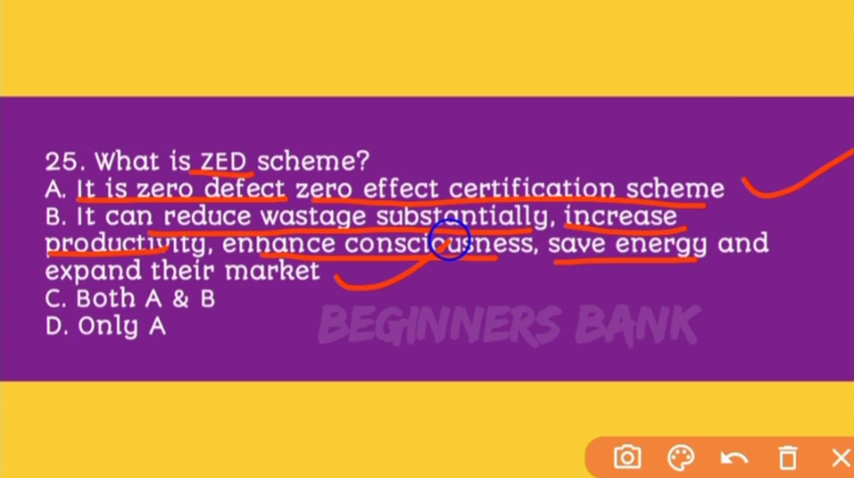 25. What is ZED scheme?
A. It is zero defect zero effect certification scheme
B. It can reduce wastage substantially, increase
productivity, enhance consciousness, save energy and
expand their market
C. Both A & B
D. Only A
BEGINNERS BANK